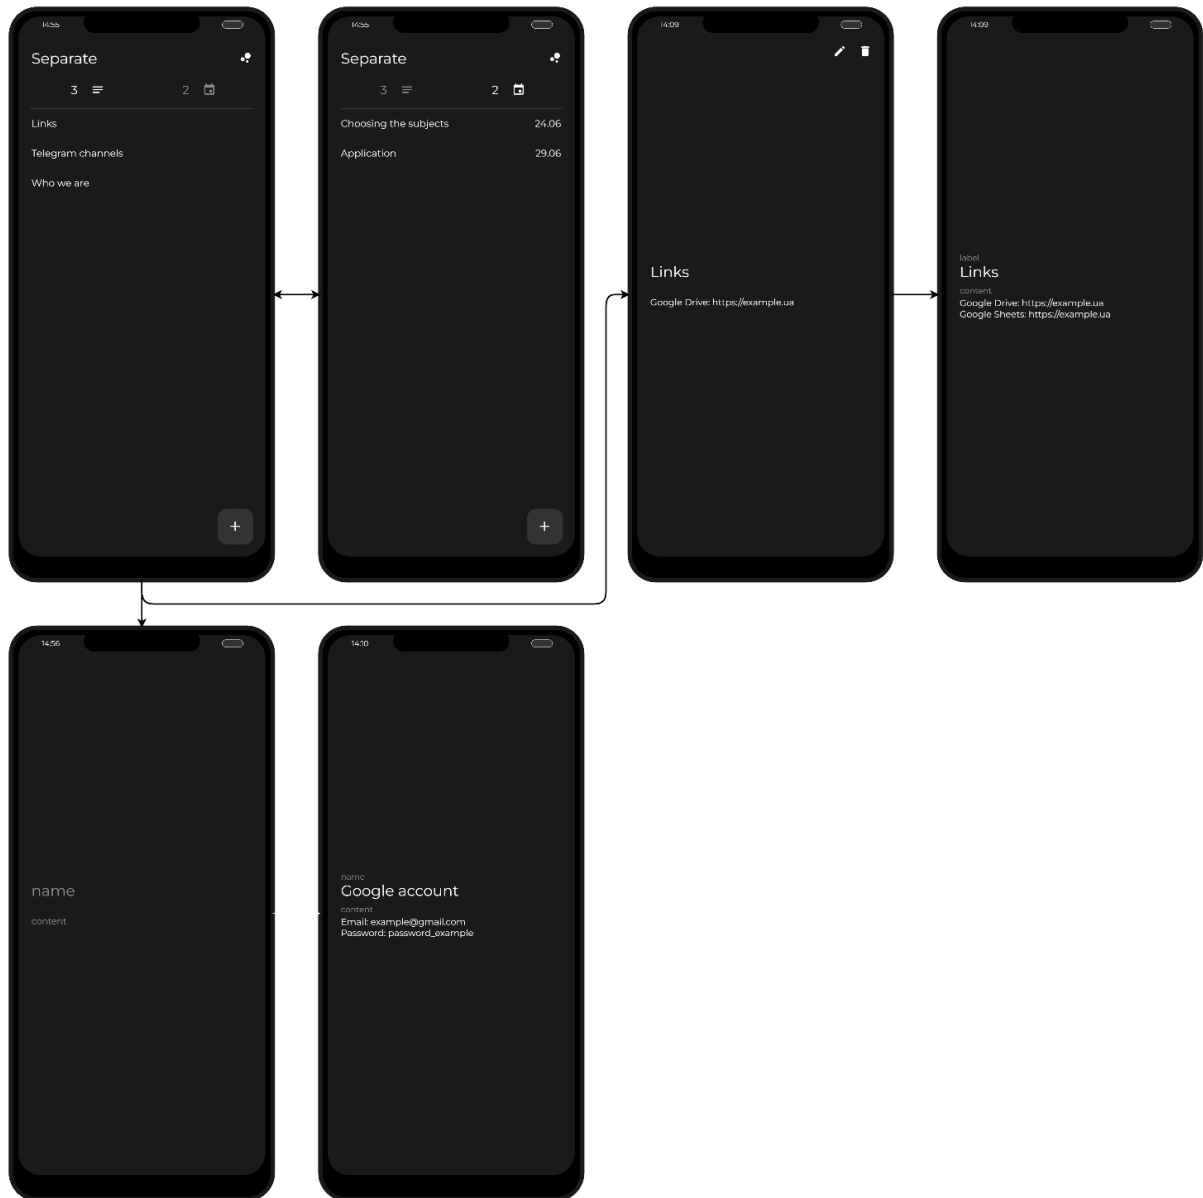 14:55
Separate
3
2
Links
Telegram channels
Who we are
+
14:55
Separate
3
2
Choosing the subjects 24.06
Application 29.06
+
14:09
Links
Google Drive: https://example.ua
14:09
label
Links
content
Google Drive: https://example.ua
Google Sheets: https://example.ua
14:56
name
content
14:10
name
Google account
content
Email: example@gmail.com
Password: password_example